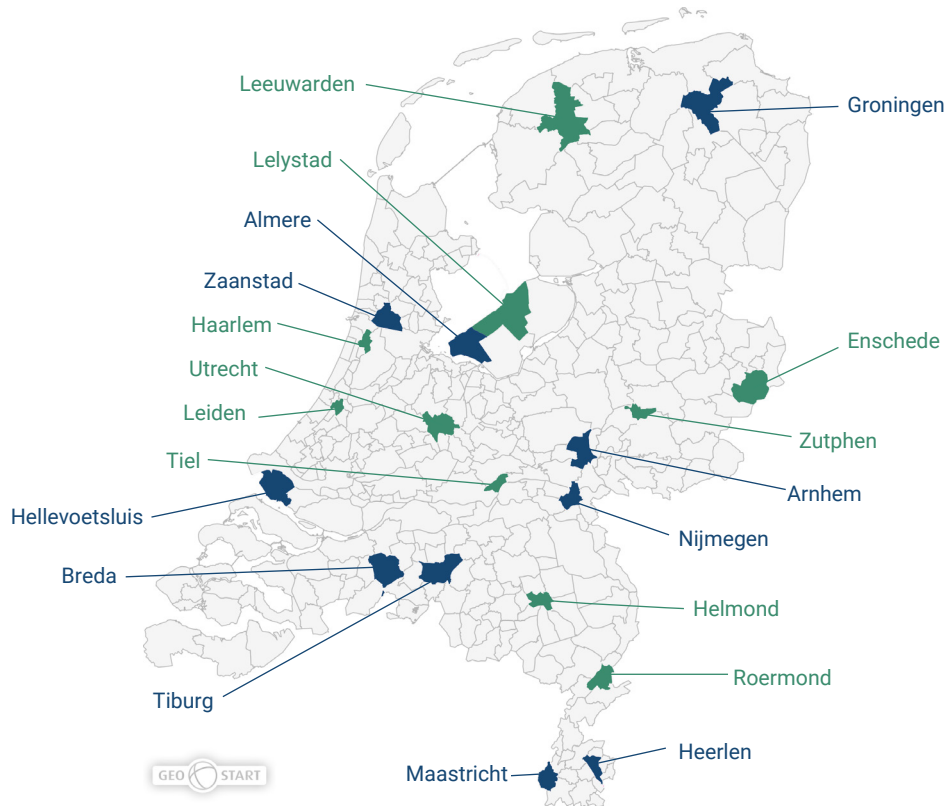 Leeuwarden
Groningen
Lelystad
Almere
Zaanstad
Haarlem
Enschede
Utrecht
Leiden
Zutphen
Tiel
Arnhem
Hellevoetsluis
Nijmegen
Breda
Helmond
Roermond
Tiburg
Heerlen
Maastricht
GEO START